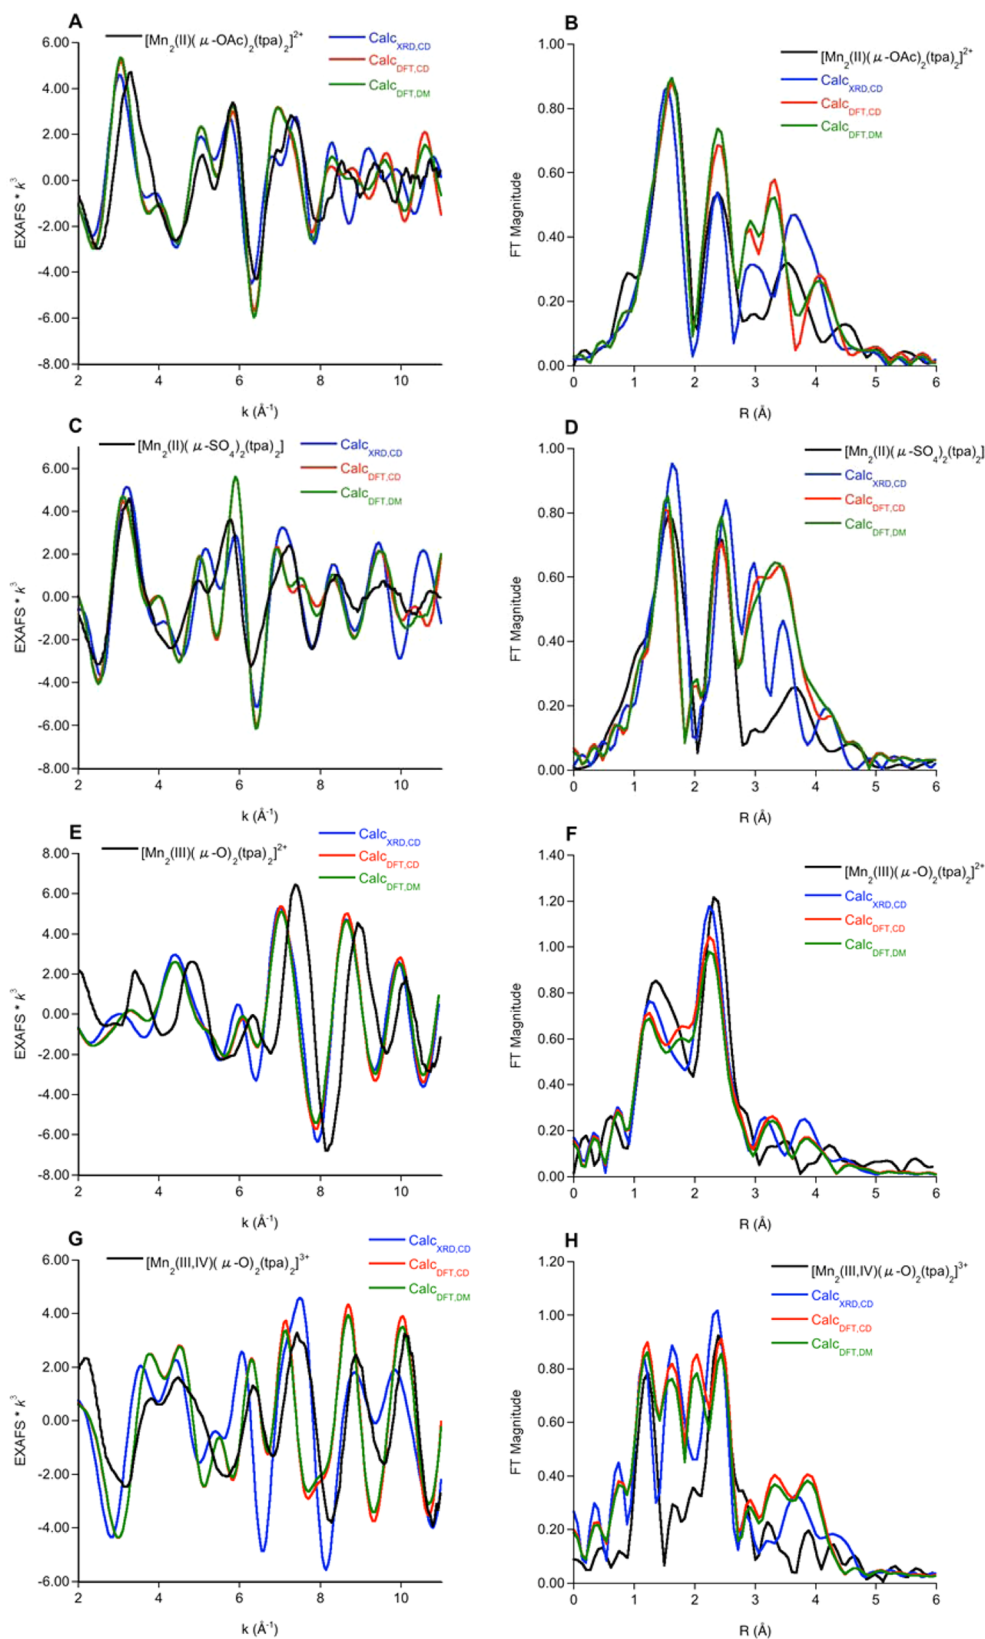 A
[Mn2(II)(μ-OAc)2(tpa)2]2+
CalcXRD,CD
CalcDFT,CD
CalcDFT,DM
6.00
4.00
2.00
0.00
-2.00
-4.00
-6.00
-8.00
EXAFS * k3
2 4 6 8 10
k (Å-1)
B
[Mn2(II)(μ-OAc)2(tpa)2]2+
CalcXRD,CD
CalcDFT,CD
CalcDFT,DM
1.00
0.80
0.60
0.40
0.20
0.00
FT Magnitude
0 1 2 3 4 5 6
R (Å)
C
[Mn2(II)(μ-SO4)2(tpa)2]
CalcXRD,CD
CalcDFT,CD
CalcDFT,DM
6.00
4.00
2.00
0.00
-2.00
-4.00
-6.00
-8.00
EXAFS * k3
2 4 6 8 10
k (Å-1)
D
[Mn2(II)(μ-SO4)2(tpa)2]
CalcXRD,CD
CalcDFT,CD
CalcDFT,DM
1.00
0.80
0.60
0.40
0.20
0.00
FT Magnitude
0 1 2 3 4 5 6
R (Å)
E
[Mn2(III)(μ-O)2(tpa)2]2+
CalcXRD,CD
CalcDFT,CD
CalcDFT,DM
8.00
6.00
4.00
2.00
0.00
-2.00
-4.00
-6.00
-8.00
EXAFS * k3
2 4 6 8 10
k (Å-1)
F
[Mn2(III)(μ-O)2(tpa)2]2+
CalcXRD,CD
CalcDFT,CD
CalcDFT,DM
1.40
1.20
1.00
0.80
0.60
0.40
0.20
0.00
FT Magnitude
0 1 2 3 4 5 6
R (Å)
G
[Mn2(III,IV)(μ-O)2(tpa)2]3+
CalcXRD,CD
CalcDFT,CD
CalcDFT,DM
6.00
4.00
2.00
0.00
-2.00
-4.00
-6.00
EXAFS * k3
2 4 6 8 10
k (Å-1)
H
[Mn2(III,IV)(μ-O)2(tpa)2]3+
CalcXRD,CD
CalcDFT,CD
CalcDFT,DM
1.20
1.00
0.80
0.60
0.40
0.20
0.00
FT Magnitude
0 1 2 3 4 5 6
R (Å)